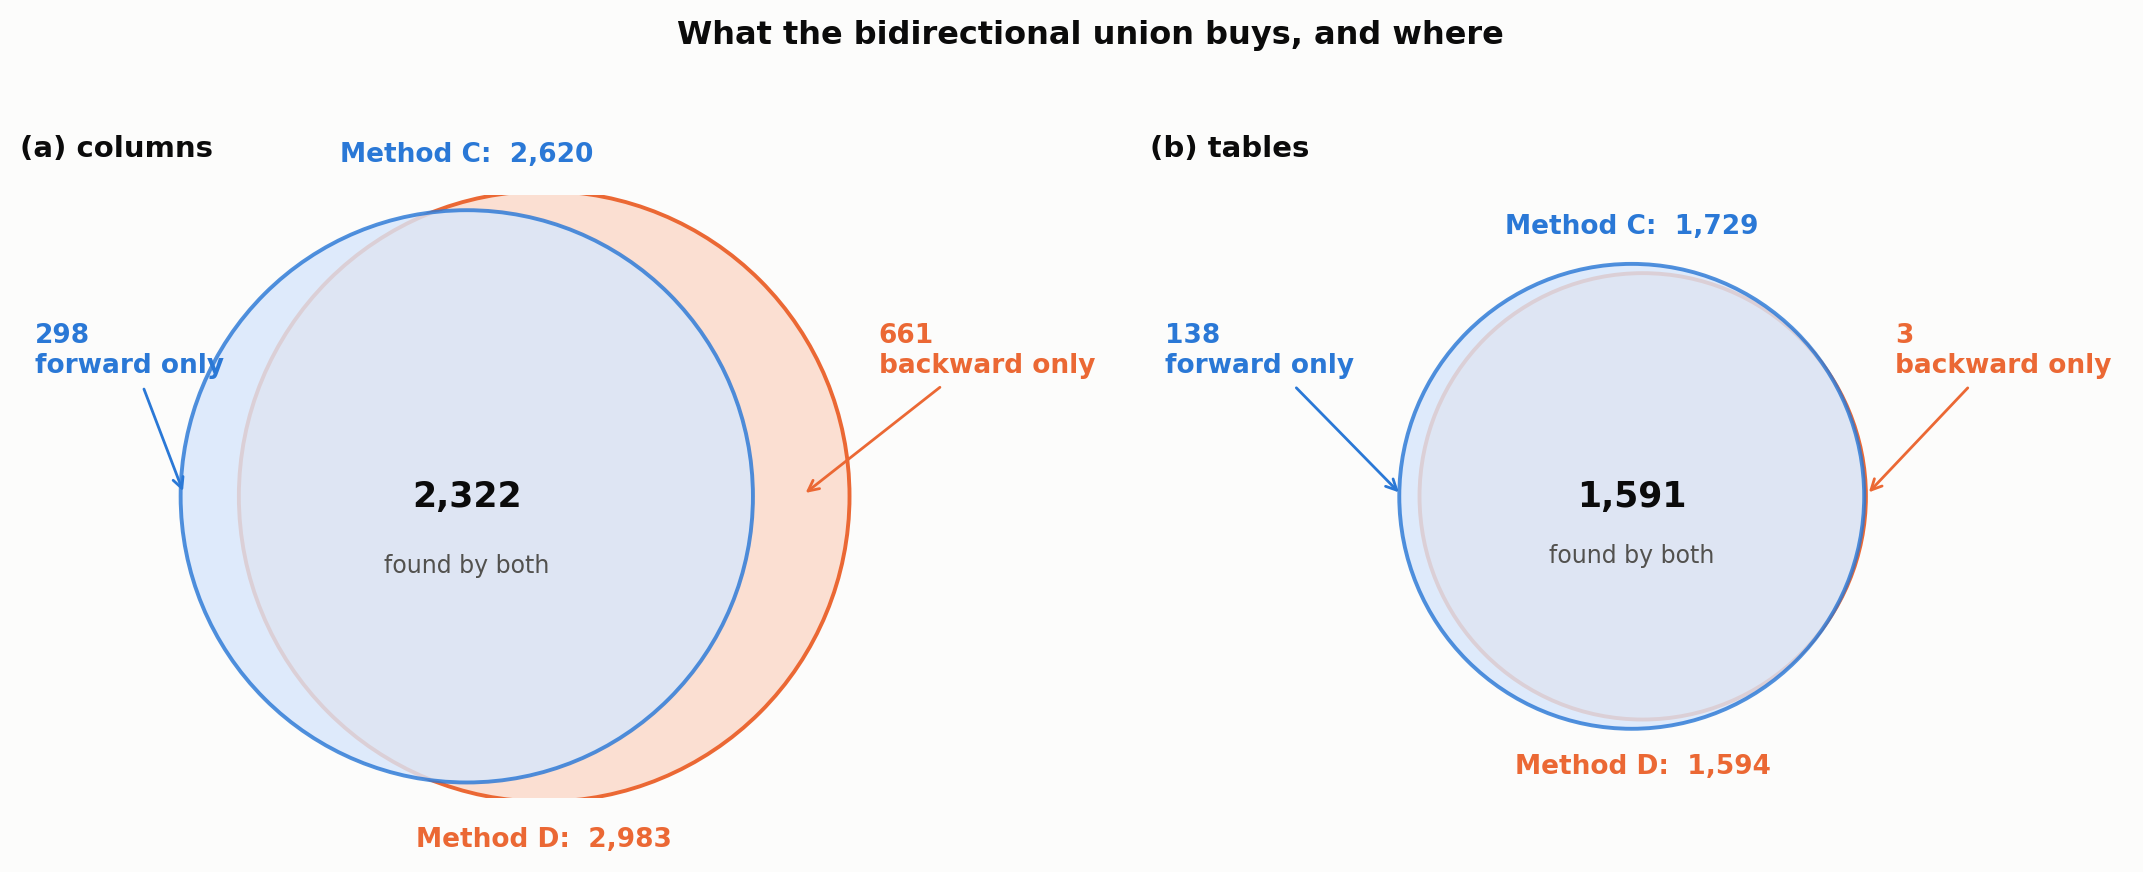 What the bidirectional union buys, and where
(a) columns
Method C:  2,620
298
forward only
661
backward only
2,322
found by both
Method D:  2,983
(b) tables
Method C:  1,729
138
forward only
3
backward only
1,591
found by both
Method D:  1,594